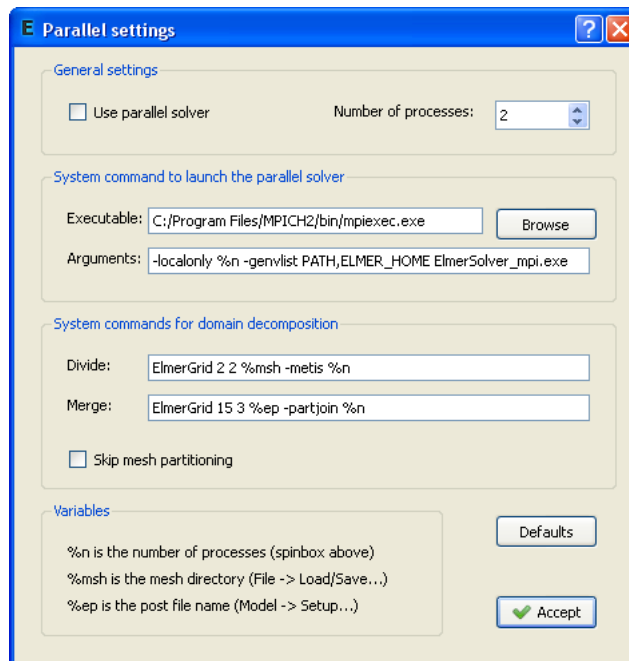 E Parallel settings
General settings
Use parallel solver Number of processes: 2
System command to launch the parallel solver
Executable: C:/Program Files/MPICH2/bin/mpiexec.exe Browse
Arguments: -localonly %n -genvlist PATH,ELMER_HOME ElmerSolver_mpi.exe
System commands for domain decomposition
Divide: ElmerGrid 2 2 %msh -metis %n
Merge: ElmerGrid 15 3 %ep -partjoin %n
Skip mesh partitioning
Variables
Defaults
%n is the number of processes (spinbox above)
%msh is the mesh directory (File -> Load/Save...)
%ep is the post file name (Model -> Setup...)
Accept